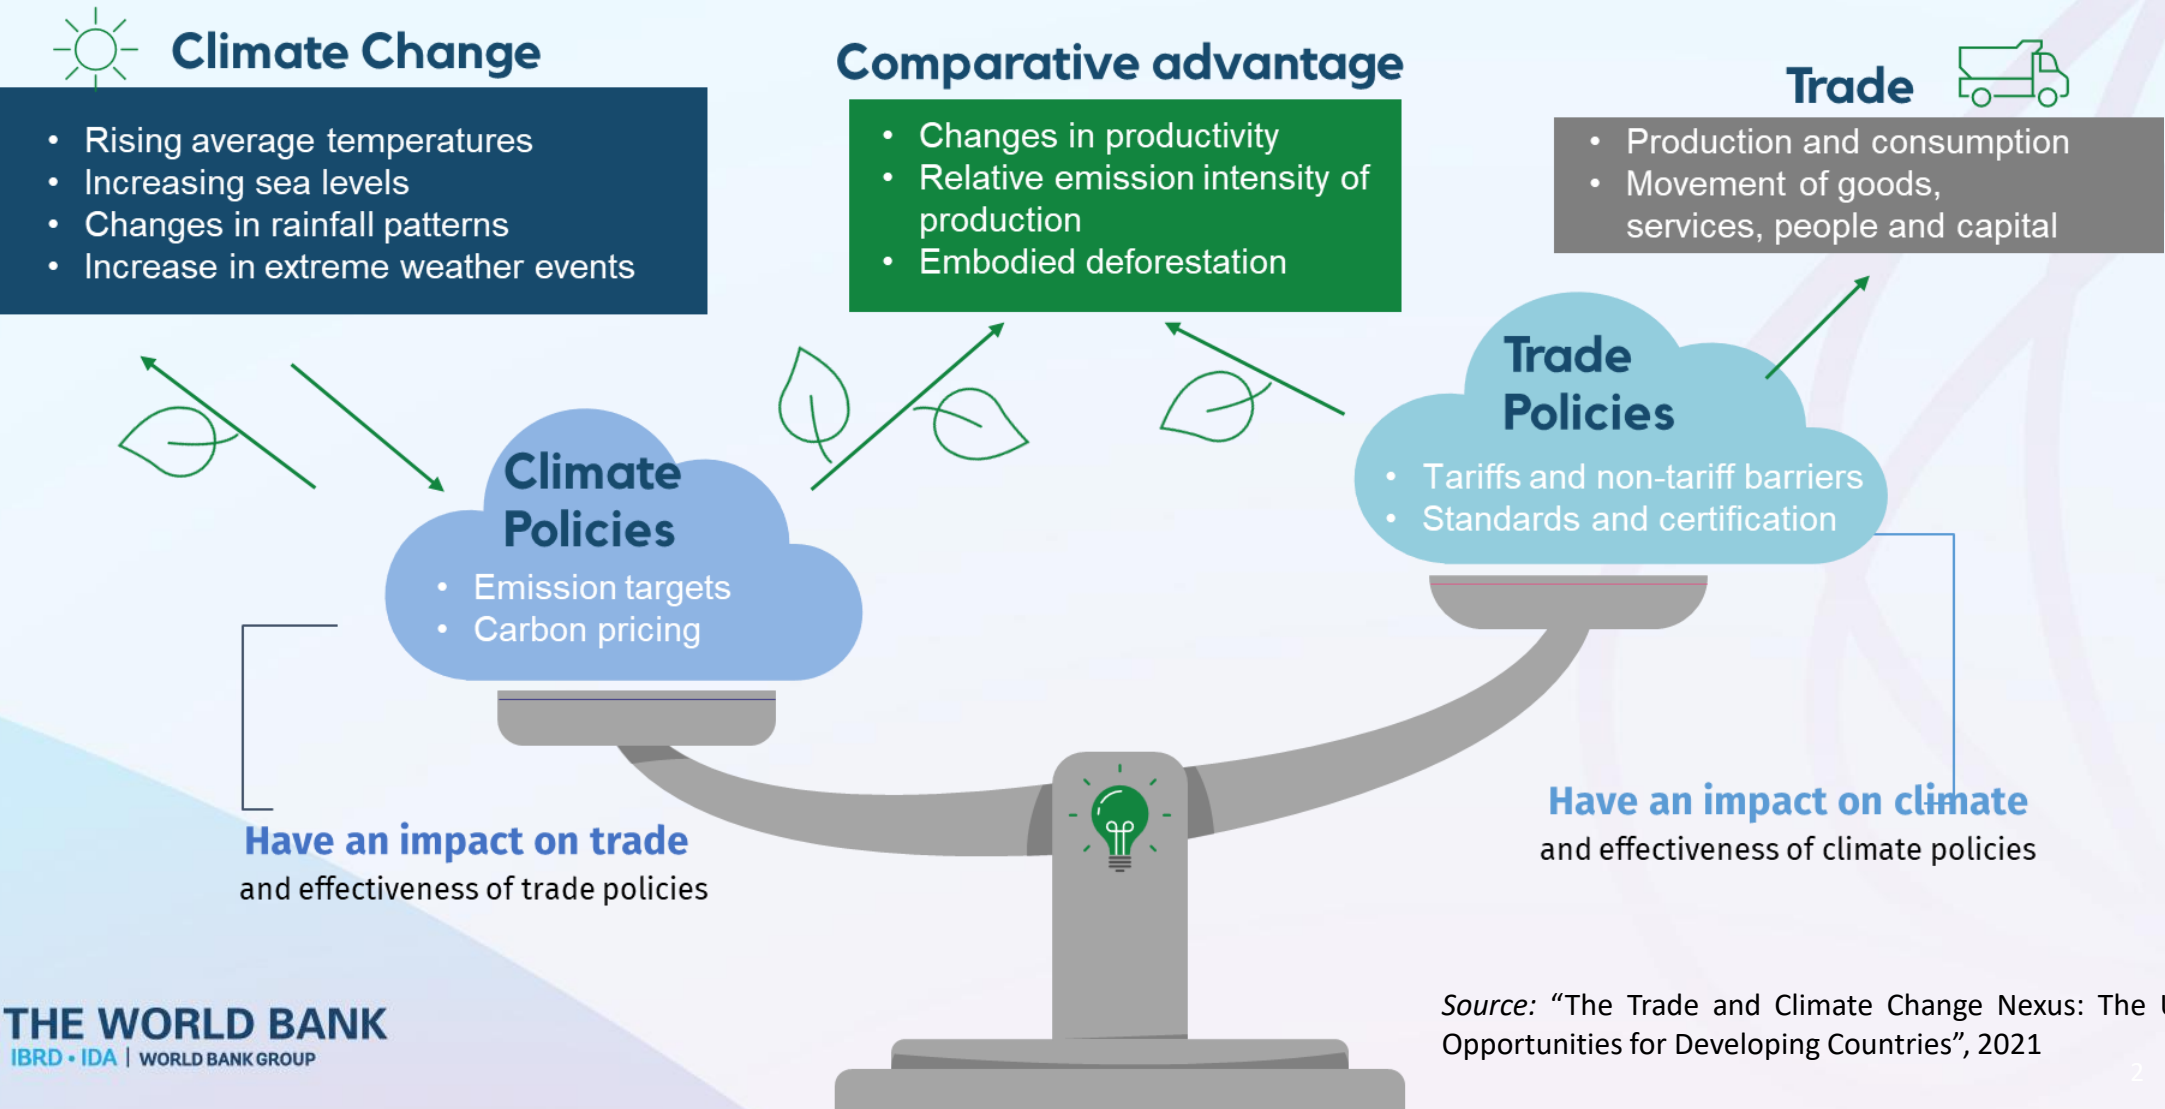 Climate Change
• Rising average temperatures
• Increasing sea levels
• Changes in rainfall patterns
• Increase in extreme weather events
Comparative advantage
• Changes in productivity
• Relative emission intensity of
production
• Embodied deforestation
Trade
• Production and consumption
• Movement of goods,
services, people and capital
Climate
Policies
• Emission targets
• Carbon pricing
Trade
Policies
• Tariffs and non-tariff barriers
• Standards and certification
Have an impact on trade
and effectiveness of trade policies
Have an impact on climate
and effectiveness of climate policies
THE WORLD BANK
IBRD • IDA | WORLD BANK GROUP
Source: “The Trade and Climate Change Nexus: The
Opportunities for Developing Countries”, 2021
2